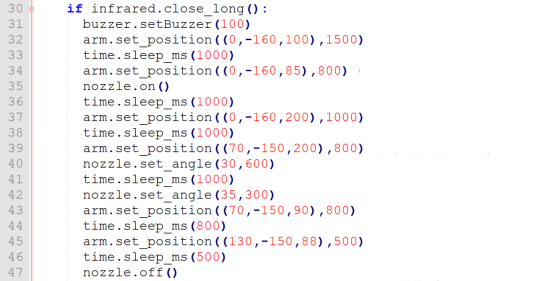 30 if infrared.close_long():
31 buzzer.setBuzzer(100)
32 arm.set_position((0,-160,100),1500)
33 time.sleep_ms(1000)
34 arm.set_position((0,-160,85),800)
35 nozzle.on()
36 time.sleep_ms(1000)
37 arm.set_position((0,-160,200),1000)
38 time.sleep_ms(1000)
39 arm.set_position((70,-150,200),800)
40 nozzle.set_angle(30,600)
41 time.sleep_ms(1000)
42 nozzle.set_angle(35,300)
43 arm.set_position((70,-150,90),800)
44 time.sleep_ms(800)
45 arm.set_position((130,-150,88),500)
46 time.sleep_ms(500)
47 nozzle.off()